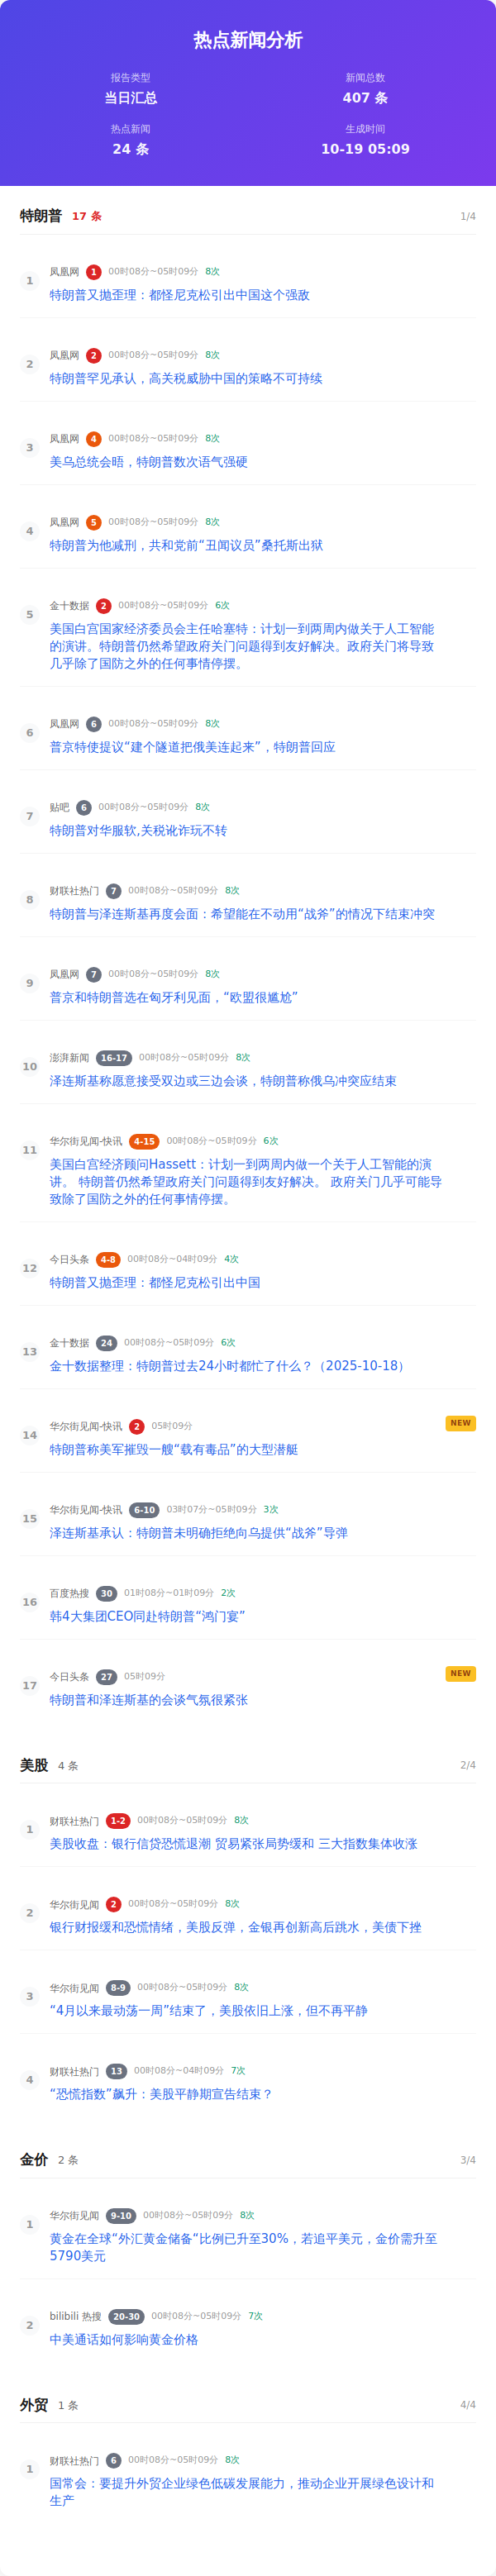 热点新闻分析
报告类型
新闻总数
当日汇总
407 条
热点新闻
生成时间
24 条
10-19 05:09
特朗普 17 条 1/4
1
凤凰网 1 00时08分~05时09分 8次
特朗普又抛歪理：都怪尼克松引出中国这个强敌
2
凤凰网 2 00时08分~05时09分 8次
特朗普罕见承认，高关税威胁中国的策略不可持续
3
凤凰网 4 00时08分~05时09分 8次
美乌总统会晤，特朗普数次语气强硬
4
凤凰网 5 00时08分~05时09分 8次
特朗普为他减刑，共和党前“丑闻议员”桑托斯出狱
5
金十数据 2 00时08分~05时09分 6次
美国白宫国家经济委员会主任哈塞特：计划一到两周内做关于人工智能
的演讲。特朗普仍然希望政府关门问题得到友好解决。政府关门将导致
几乎除了国防之外的任何事情停摆。
6
凤凰网 6 00时08分~05时09分 8次
普京特使提议“建个隧道把俄美连起来”，特朗普回应
7
贴吧 6 00时08分~05时09分 8次
特朗普对华服软,关税讹诈玩不转
8
财联社热门 7 00时08分~05时09分 8次
特朗普与泽连斯基再度会面：希望能在不动用“战斧”的情况下结束冲突
9
凤凰网 7 00时08分~05时09分 8次
普京和特朗普选在匈牙利见面，“欧盟很尴尬”
10
澎湃新闻 16-17 00时08分~05时09分 8次
泽连斯基称愿意接受双边或三边会谈，特朗普称俄乌冲突应结束
11
华尔街见闻-快讯 4-15 00时08分~05时09分 6次
美国白宫经济顾问Hassett：计划一到两周内做一个关于人工智能的演
讲。 特朗普仍然希望政府关门问题得到友好解决。 政府关门几乎可能导
致除了国防之外的任何事情停摆。
12
今日头条 4-8 00时08分~04时09分 4次
特朗普又抛歪理：都怪尼克松引出中国
13
金十数据 24 00时08分~05时09分 6次
金十数据整理：特朗普过去24小时都忙了什么？（2025-10-18）
14
华尔街见闻-快讯 2 05时09分 NEW
特朗普称美军摧毁一艘“载有毒品”的大型潜艇
15
华尔街见闻-快讯 6-10 03时07分~05时09分 3次
泽连斯基承认：特朗普未明确拒绝向乌提供“战斧”导弹
16
百度热搜 30 01时08分~01时09分 2次
韩4大集团CEO同赴特朗普“鸿门宴”
17
今日头条 27 05时09分 NEW
特朗普和泽连斯基的会谈气氛很紧张
美股 4 条 2/4
1
财联社热门 1-2 00时08分~05时09分 8次
美股收盘：银行信贷恐慌退潮 贸易紧张局势缓和 三大指数集体收涨
2
华尔街见闻 2 00时08分~05时09分 8次
银行财报缓和恐慌情绪，美股反弹，金银再创新高后跳水，美债下挫
3
华尔街见闻 8-9 00时08分~05时09分 8次
“4月以来最动荡一周”结束了，美股依旧上涨，但不再平静
4
财联社热门 13 00时08分~04时09分 7次
“恐慌指数”飙升：美股平静期宣告结束？
金价 2 条 3/4
1
华尔街见闻 9-10 00时08分~05时09分 8次
黄金在全球“外汇黄金储备“比例已升至30%，若追平美元，金价需升至
5790美元
2
bilibili 热搜 20-30 00时08分~05时09分 7次
中美通话如何影响黄金价格
外贸 1 条 4/4
1
财联社热门 6 00时08分~05时09分 8次
国常会：要提升外贸企业绿色低碳发展能力，推动企业开展绿色设计和
生产